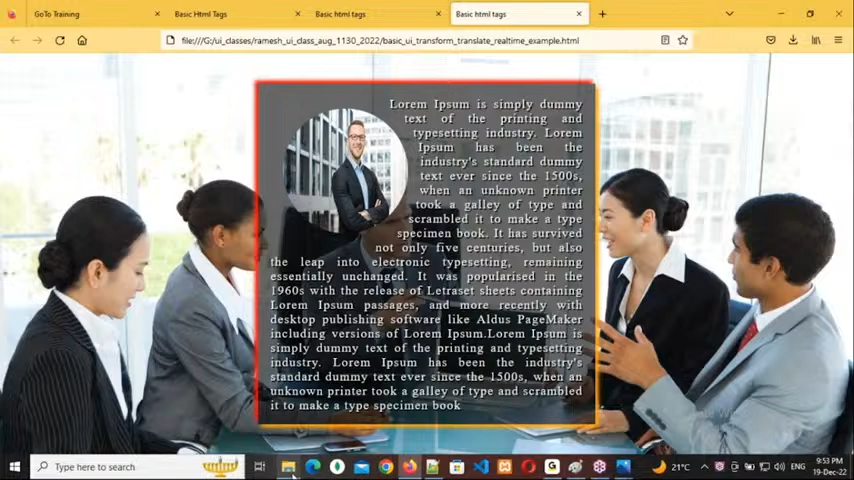 GoTo Training
Basic Html Tags
Basic html tags
Basic html tags
file:///G:/ui_classes/ramesh_ui_class_aug_1130_2022/basic_ui_transform_translate_realtime_example.html
Lorem Ipsum is simply dummy
text of the printing and
typesetting industry. Lorem
Ipsum has been the
industry's standard dummy
text ever since the 1500s,
when an unknown printer
took a galley of type and
scrambled it to make a type
specimen book. It has survived
not only five centuries, but also
the leap into electronic typesetting, remaining
essentially unchanged. It was popularised in the
1960s with the release of Letraset sheets containing
Lorem Ipsum passages, and more recently with
desktop publishing software like Aldus PageMaker
including versions of Lorem Ipsum.Lorem Ipsum is
simply dummy text of the printing and typesetting
industry. Lorem Ipsum has been the industry's
standard dummy text ever since the 1500s, when an
unknown printer took a galley of type and scrambled
it to make a type specimen book
Type here to search
21°C
ENG
9:53 PM
19-Dec-22